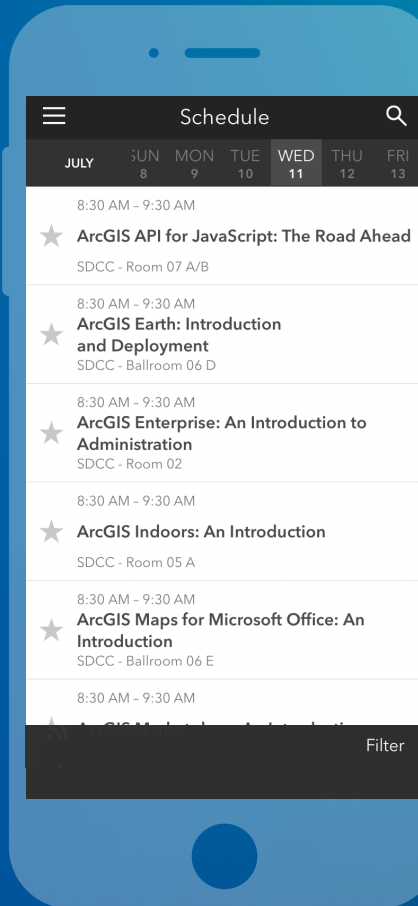 Schedule
JULY
SUN MON TUE WED THU FRI
8 9 10 11 12 13
8:30 AM – 9:30 AM
ArcGIS API for JavaScript: The Road Ahead
SDCC - Room 07 A/B
8:30 AM – 9:30 AM
ArcGIS Earth: Introduction
and Deployment
SDCC - Ballroom 06 D
8:30 AM – 9:30 AM
ArcGIS Enterprise: An Introduction to
Administration
SDCC - Room 02
8:30 AM – 9:30 AM
ArcGIS Indoors: An Introduction
SDCC - Room 05 A
8:30 AM – 9:30 AM
ArcGIS Maps for Microsoft Office: An
Introduction
SDCC - Ballroom 06 E
8:30 AM – 9:30 AM
Filter